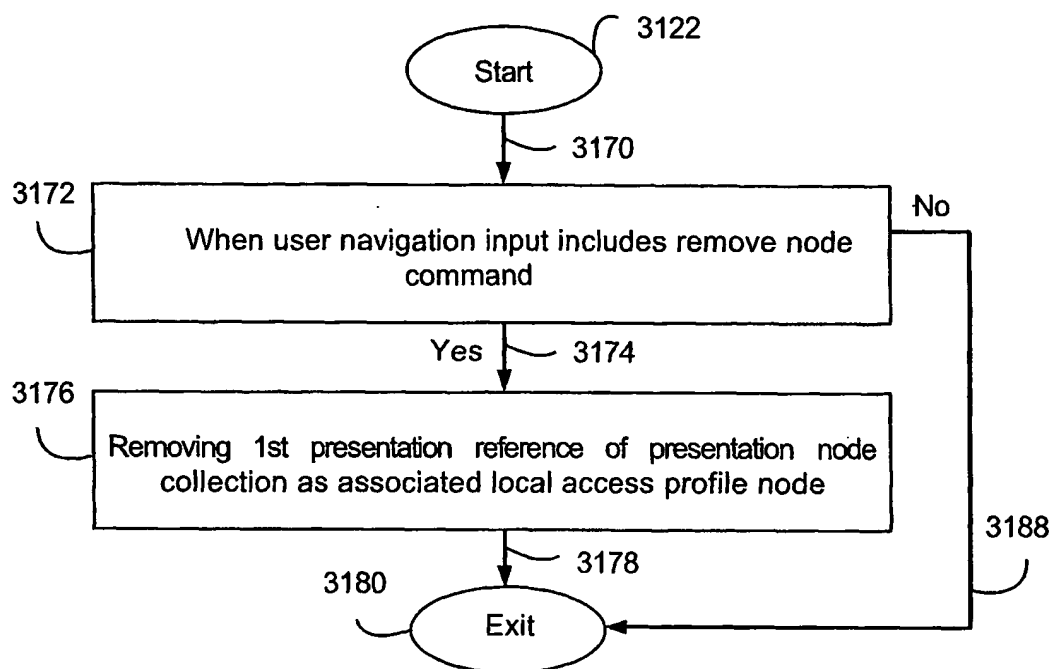 3122
Start
3170
3172
No
When user navigation input includes remove node
command
Yes
3174
3176
Removing 1st presentation reference of presentation node
collection as associated local access profile node
3188
3178
3180
Exit